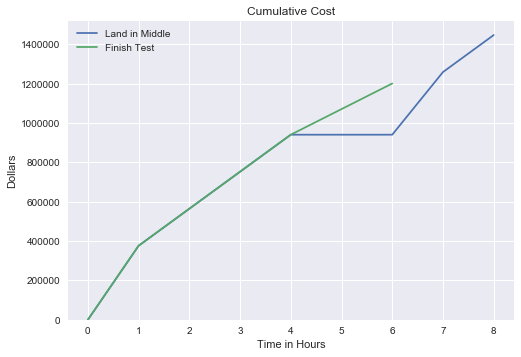 Cumulative Cost
Land in Middle
Finish Test
1400000
1200000
1000000
800000
600000
400000
200000
0
Dollars
0 1 2 3 4 5 6 7 8
Time in Hours